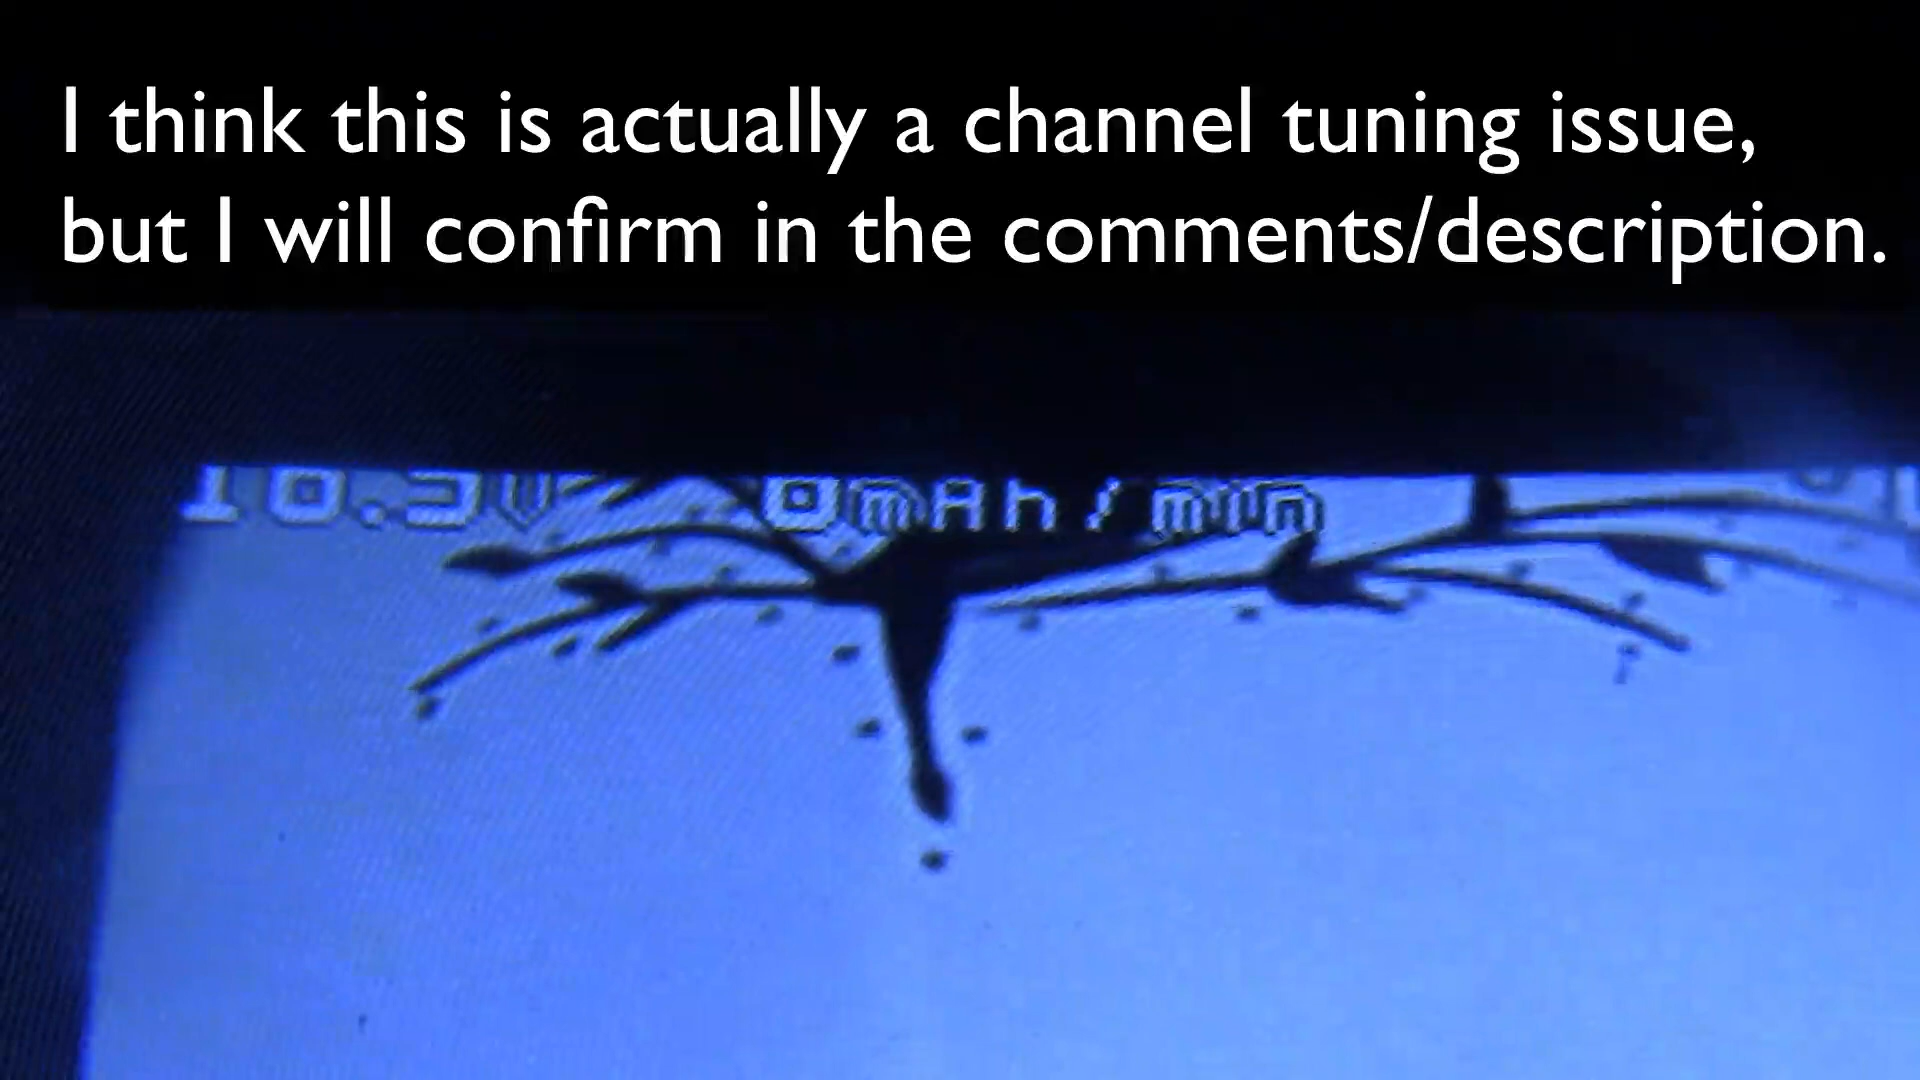 I think this is actually a channel tuning issue,
but I will confirm in the comments/description.
0mAh/min